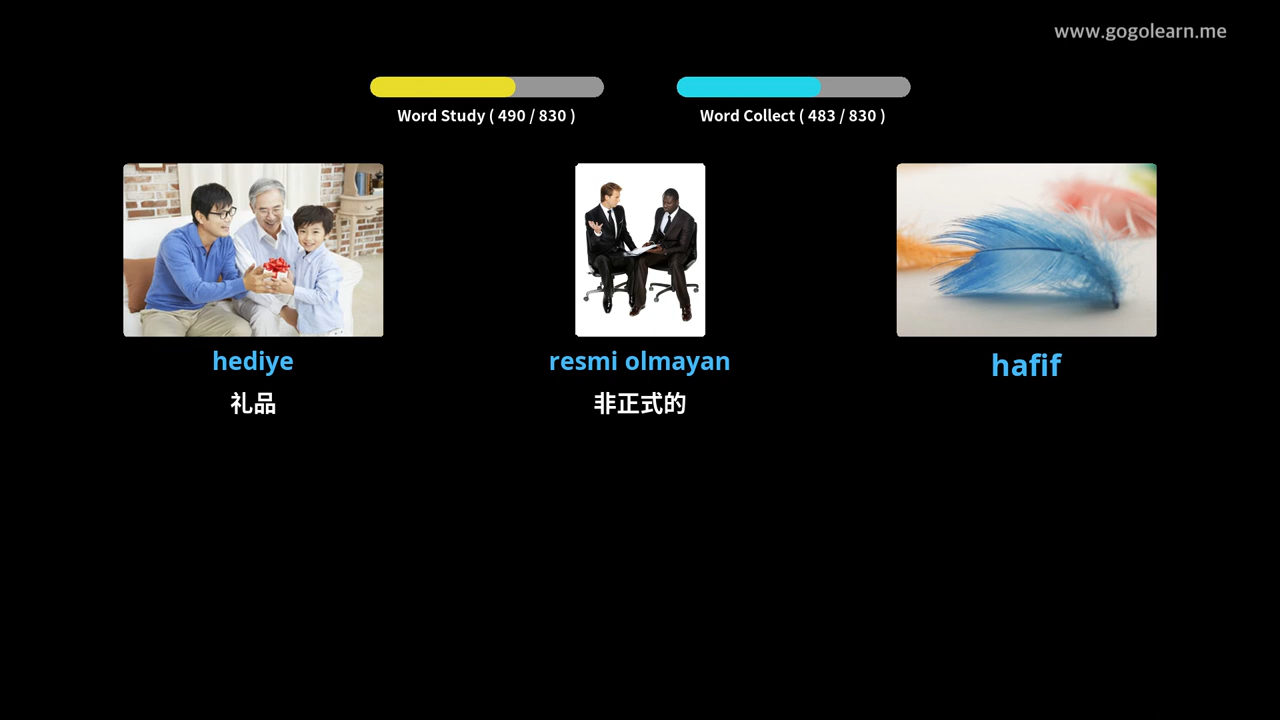 www.gogolearn.me
Word Study ( 490 / 830 )
Word Collect ( 483 / 830 )
hediye
礼品
resmi olmayan
非正式的
hafif